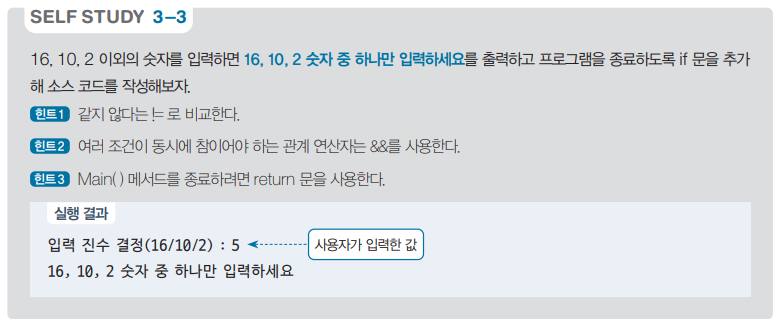 SELF STUDY 3-3
16, 10, 2 이외의 숫자를 입력하면 16, 10, 2 숫자 중 하나만 입력하세요를 출력하고 프로그램을 종료하도록 if 문을 추가
해 소스 코드를 작성해보자.
힌트1 같지 않다는 != 로 비교한다.
힌트2 여러 조건이 동시에 참이어야 하는 관계 연산자는 &&를 사용한다.
힌트3 Main( ) 메서드를 종료하려면 return 문을 사용한다.
실행 결과
입력 진수 결정(16/10/2) : 5 사용자가 입력한 값
16, 10, 2 숫자 중 하나만 입력하세요